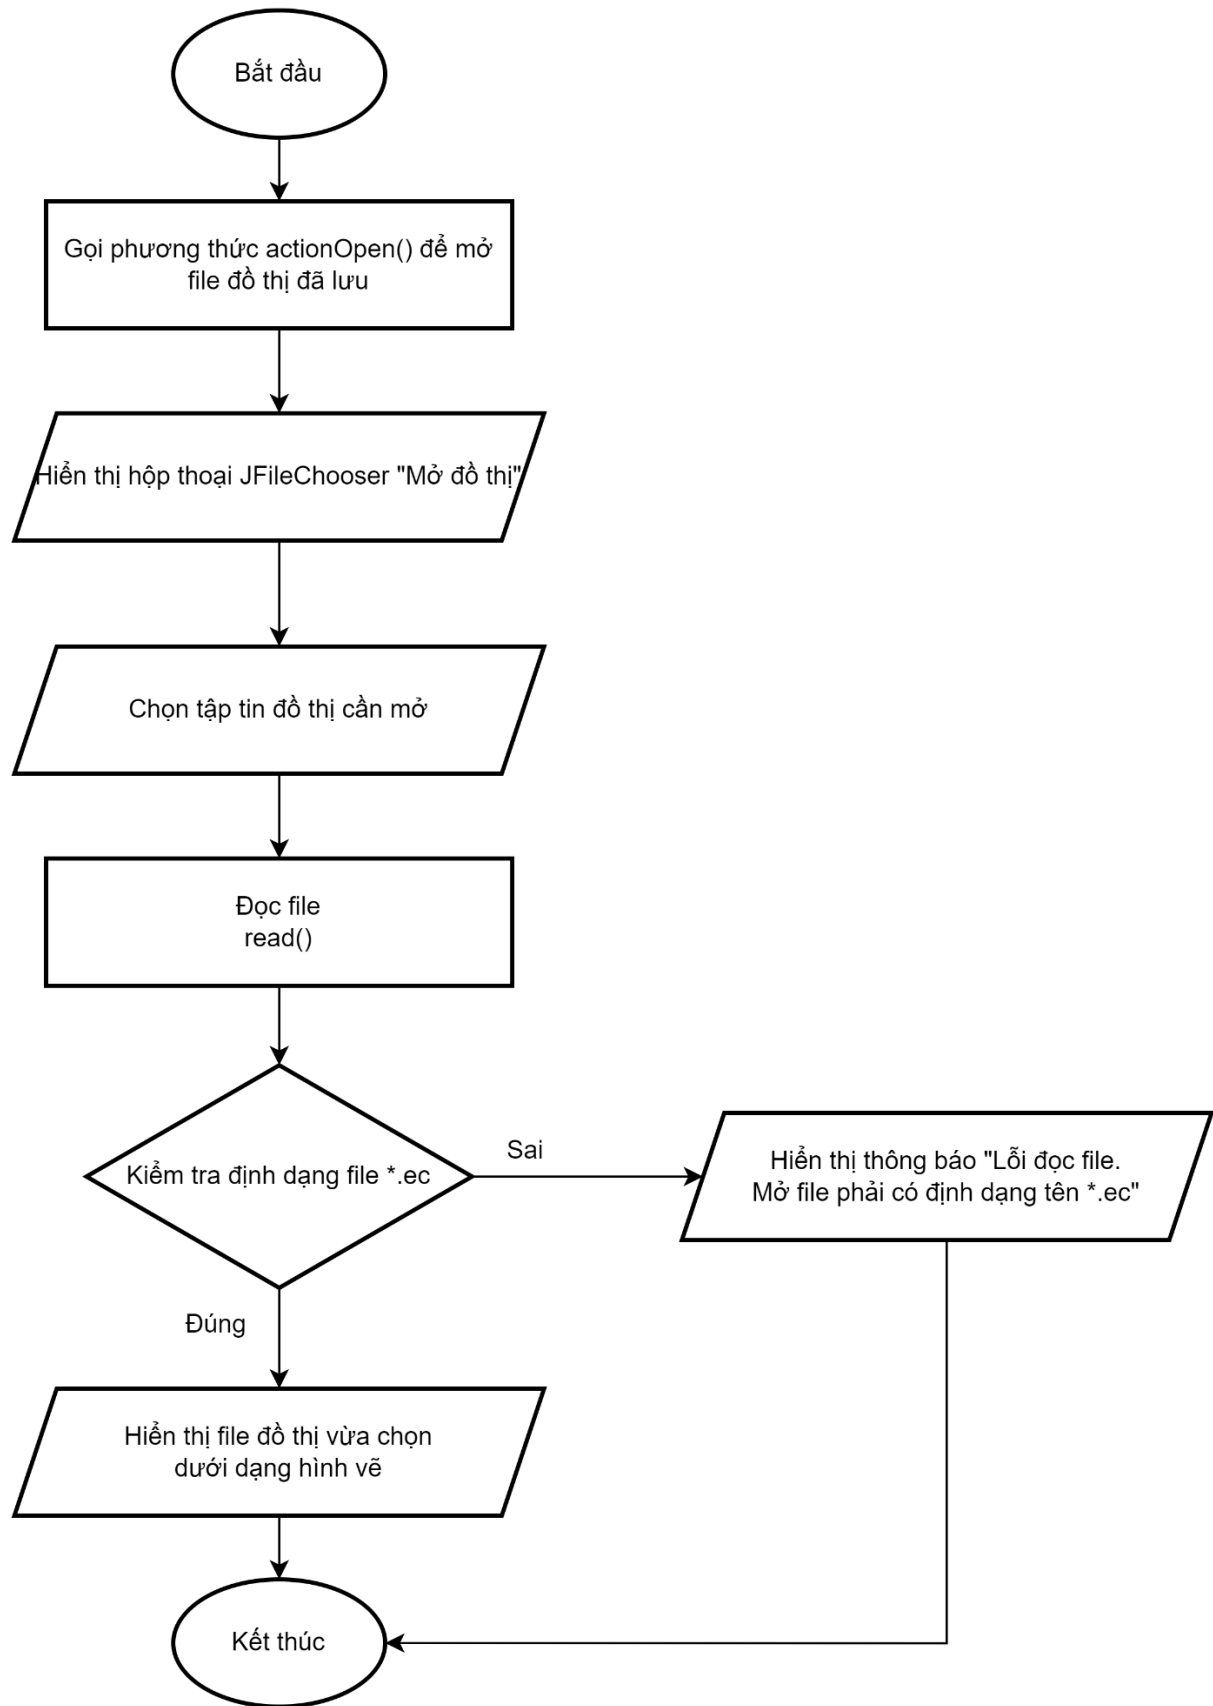 Bắt đầu
Gọi phương thức actionOpen() để mở
file đồ thị đã lưu
Hiển thị hộp thoại JFileChooser "Mở đồ thị"
Chọn tập tin đồ thị cần mở
Đọc file
read()
Kiểm tra định dạng file *.ec
Sai
Hiển thị thông báo "Lỗi đọc file.
Mở file phải có định dạng tên *.ec"
Đúng
Hiển thị file đồ thị vừa chọn
dưới dạng hình vẽ
Kết thúc